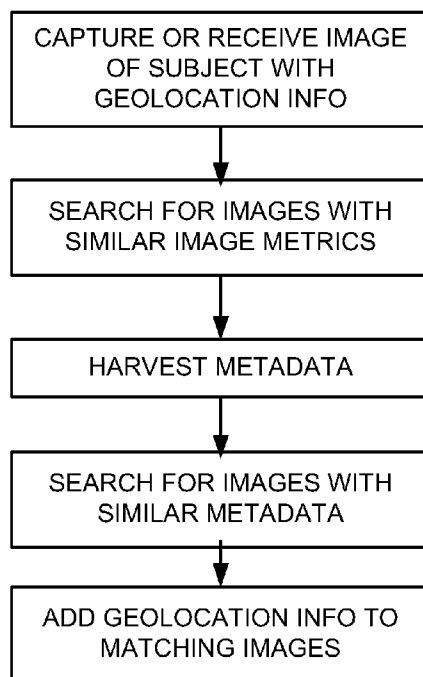 CAPTURE OR RECEIVE IMAGE
OF SUBJECT WITH
GEOLOCATION INFO
SEARCH FOR IMAGES WITH
SIMILAR IMAGE METRICS
HARVEST METADATA
SEARCH FOR IMAGES WITH
SIMILAR METADATA
ADD GEOLOCATION INFO TO
MATCHING IMAGES